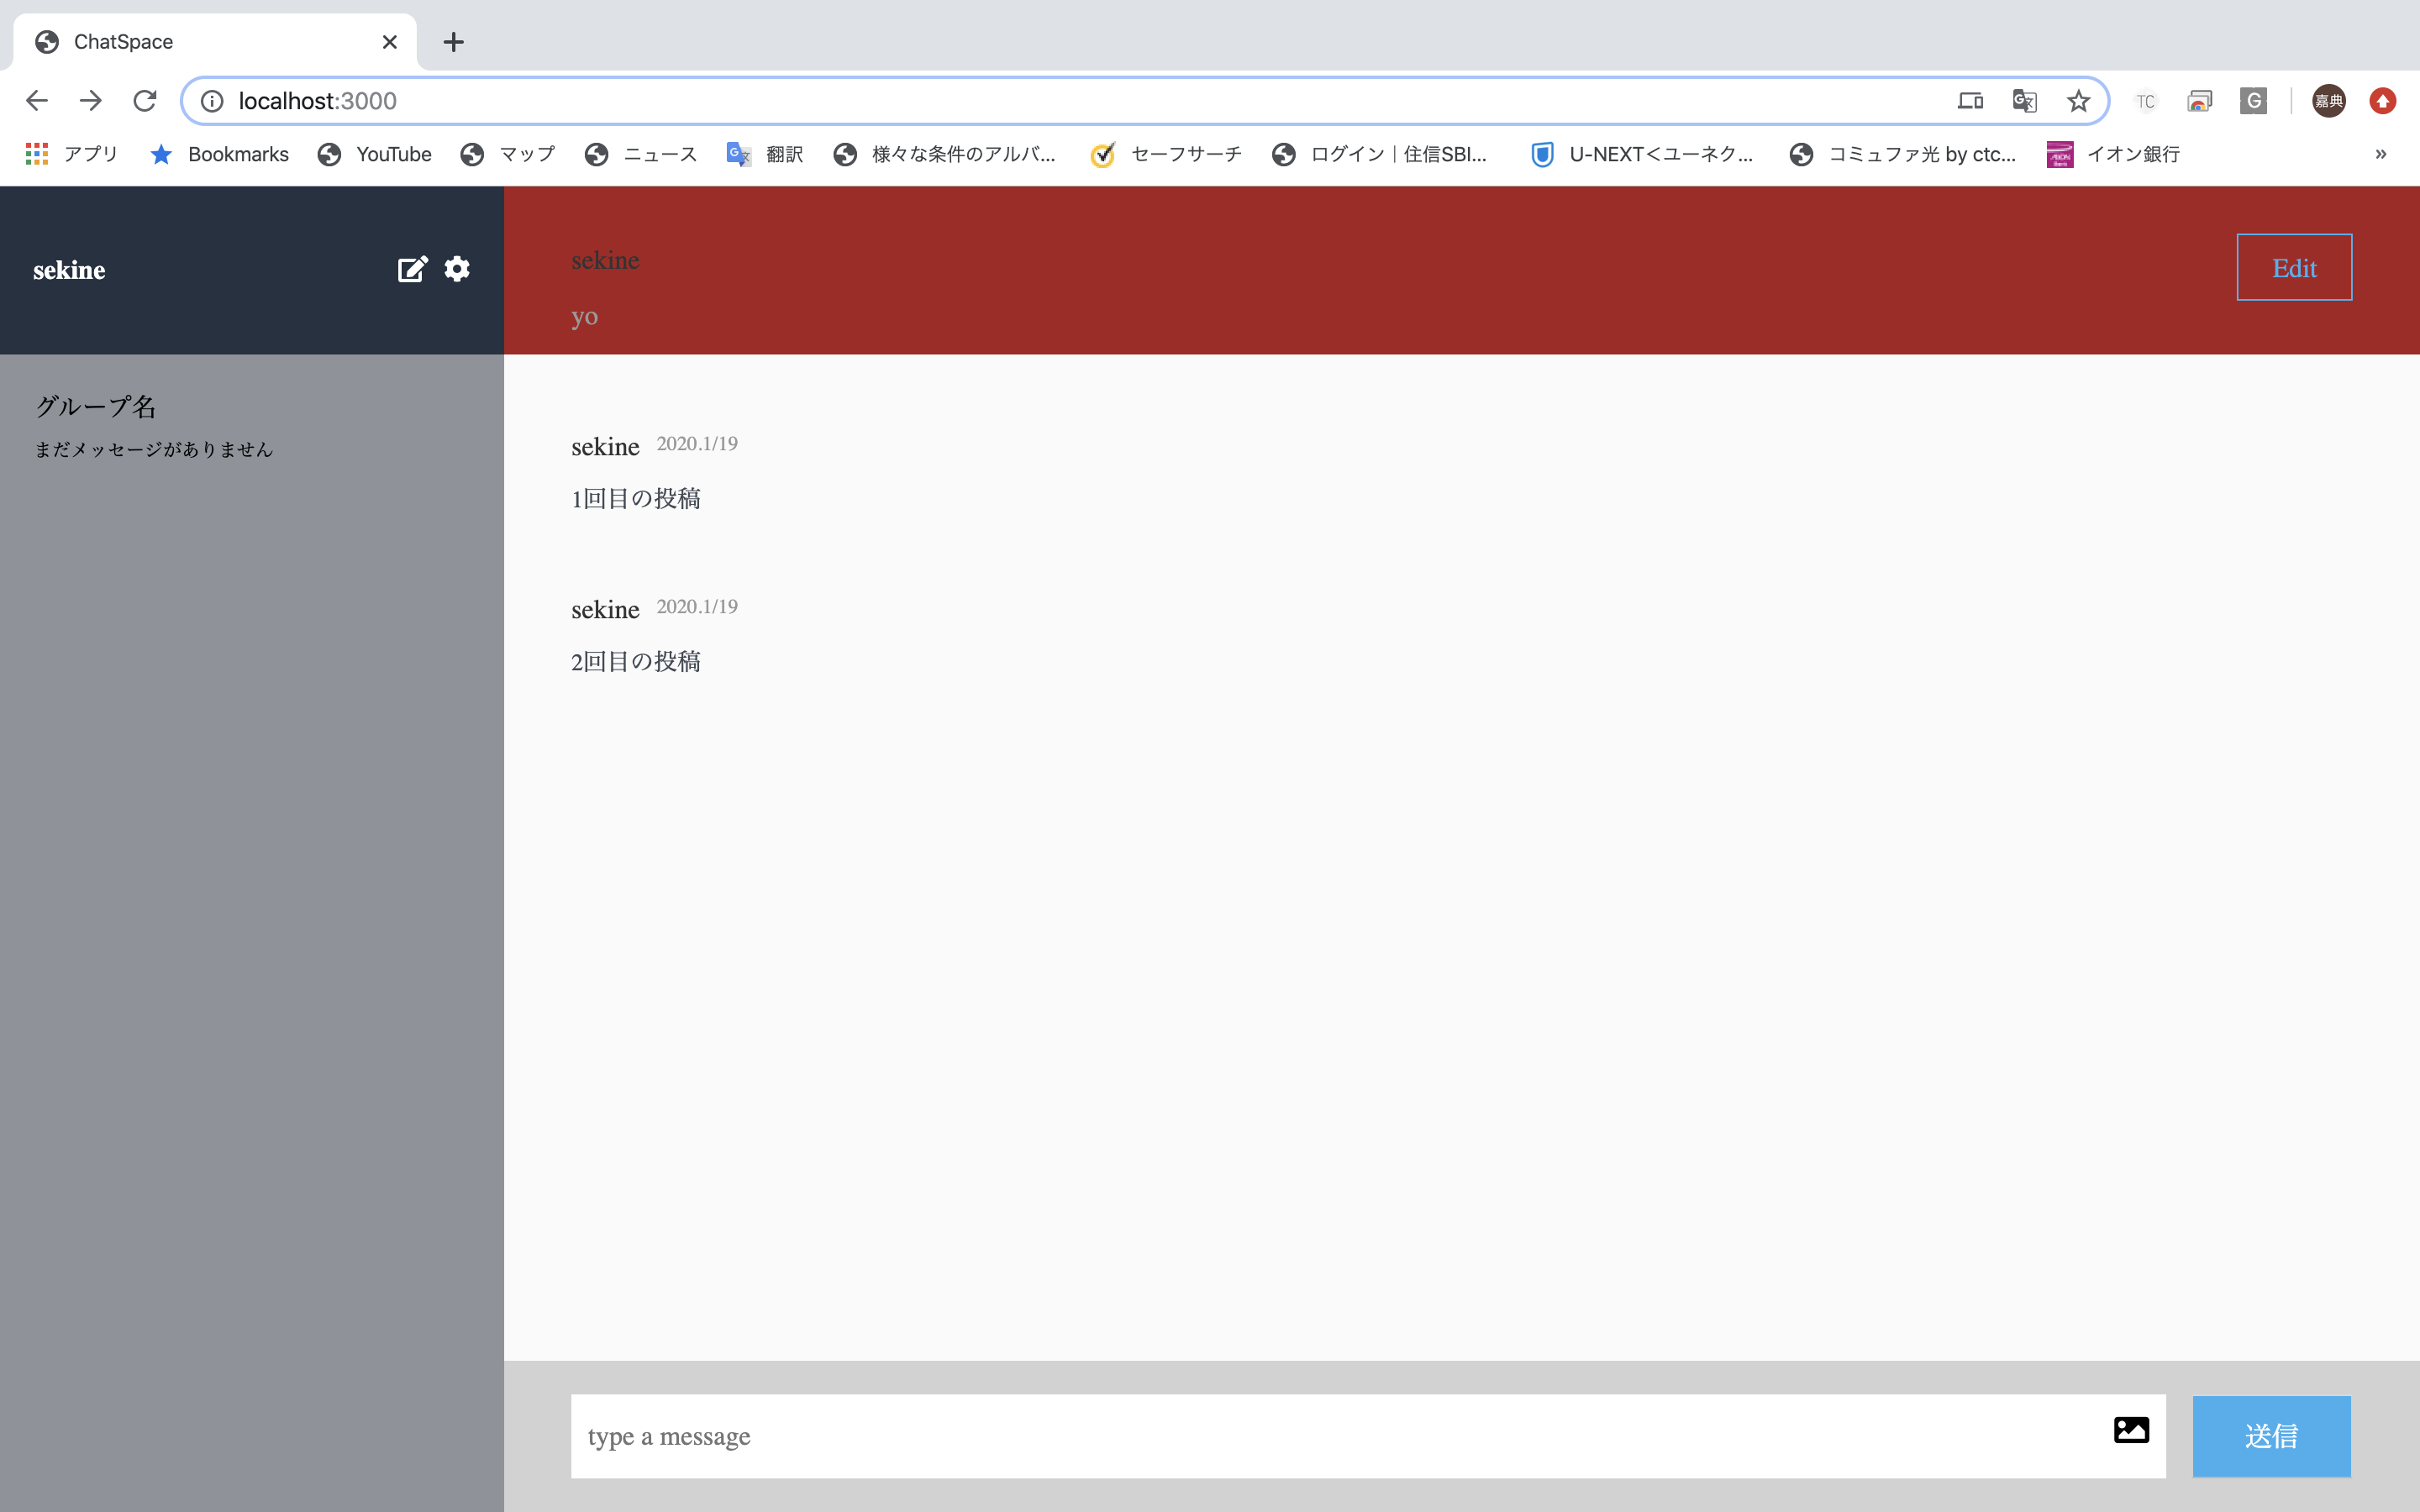 ChatSpace
localhost:3000
TC
G
嘉典
アプリ Bookmarks YouTube マップ ニュース 翻訳 様々な条件のアルバ... セーフサーチ ログイン｜住信SBI... U-NEXT＜ユーネク... コミュファ光 by ctc... イオン銀行 »
sekine
sekine
yo
Edit
グループ名
まだメッセージがありません
sekine 2020.1/19
1回目の投稿
sekine 2020.1/19
2回目の投稿
type a message
送信